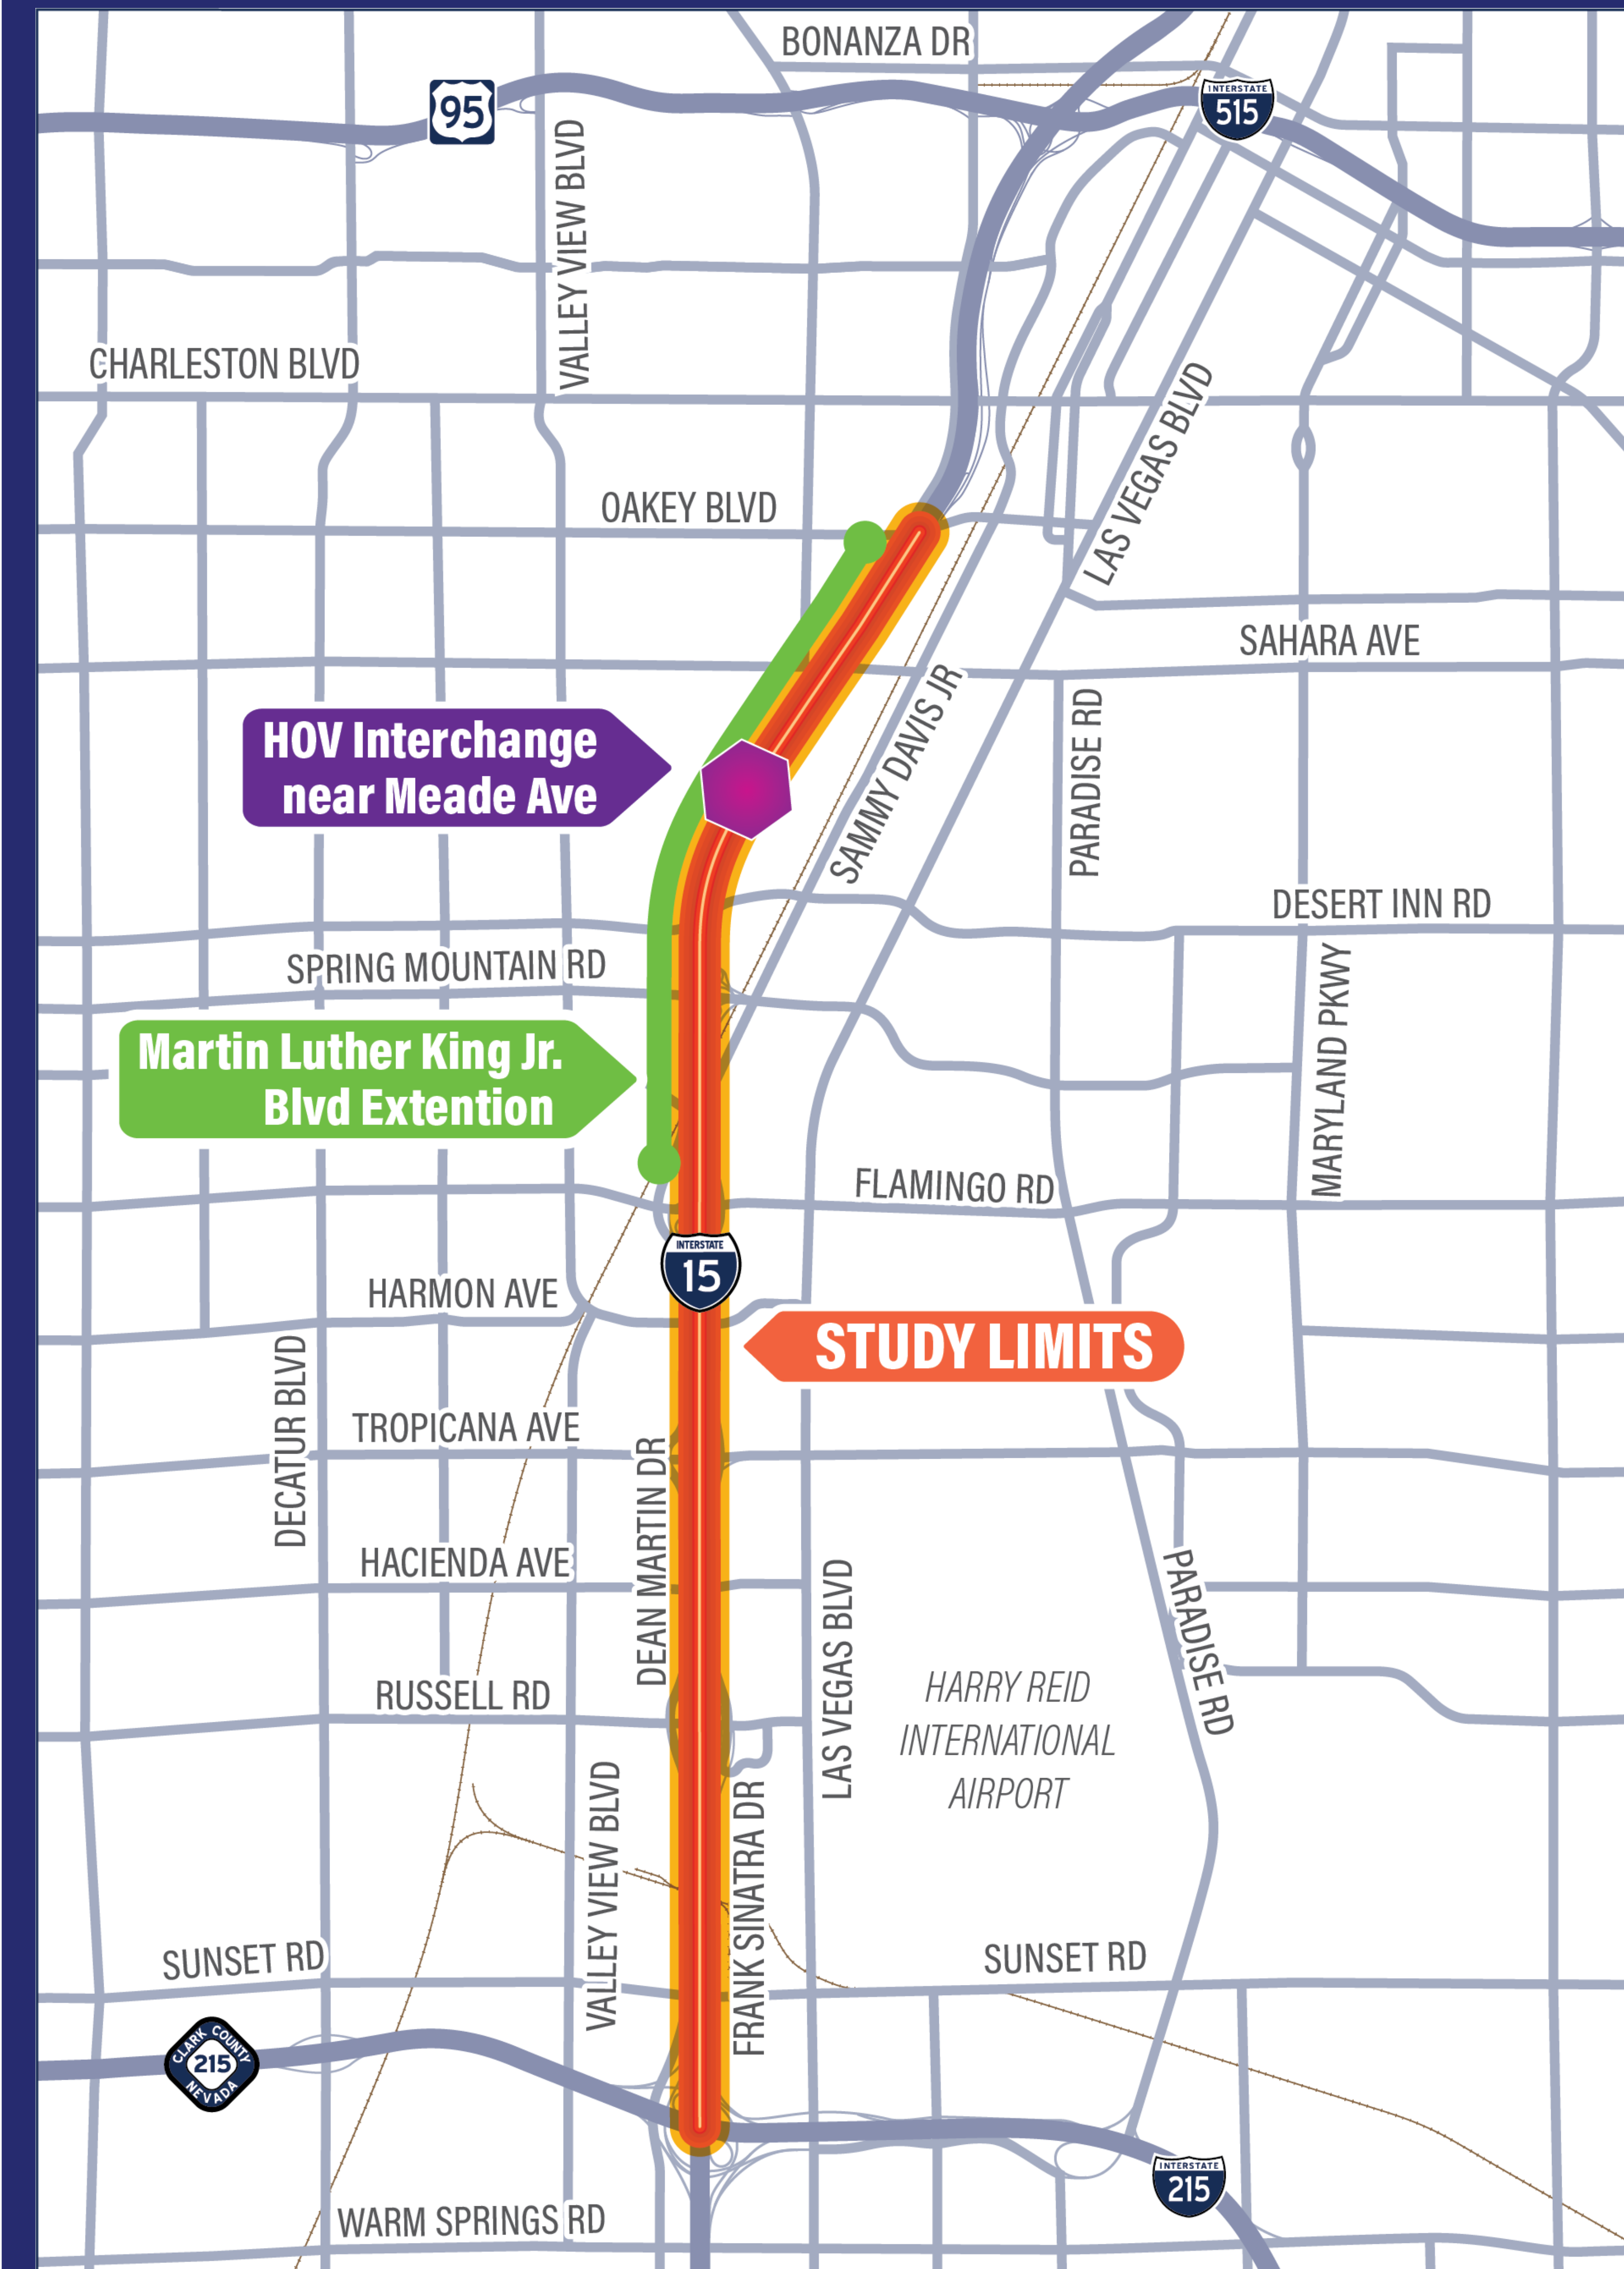 BONANZA DR
95
INTERSTATE
515
VALLEY VIEW BLVD
CHARLESTON BLVD
LAS VEGAS BLVD
OAKEY BLVD
SAHARA AVE
SAMMY DAVIS JR
PARADISE RD
HOV Interchange
near Meade Ave
DESERT INN RD
SPRING MOUNTAIN RD
MARYLAND PKWY
Martin Luther King Jr.
Blvd Extention
FLAMINGO RD
INTERSTATE
15
HARMON AVE
STUDY LIMITS
DECATUR BLVD
TROPICANA AVE
DEAN MARTIN DR
HACIENDA AVE
LAS VEGAS BLVD
PARADISE RD
RUSSELL RD
HARRY REID
INTERNATIONAL
AIRPORT
VALLEY VIEW BLVD
FRANK SINATRA DR
SUNSET RD
SUNSET RD
CLARK COUNTY
215
NEVADA
INTERSTATE
215
WARM SPRINGS RD